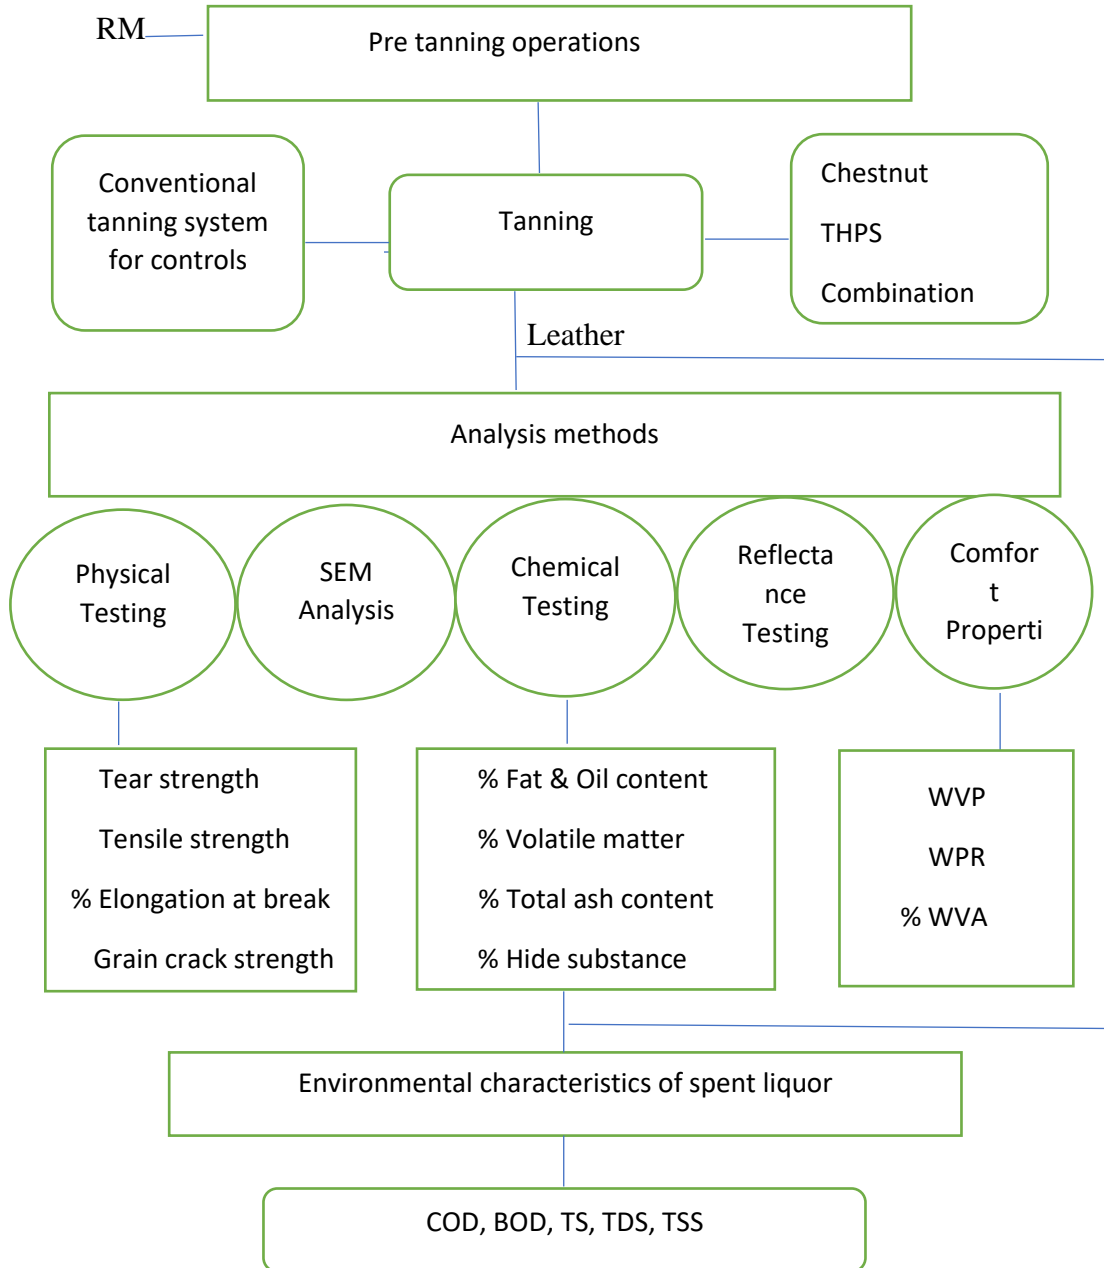 RM
Pre tanning operations
Conventional
tanning system
for controls
Tanning
Chestnut
THPS
Combination
Leather
Analysis methods
Physical
Testing
SEM
Analysis
Chemical
Testing
Reflecta
nce
Testing
Comfor
t
Properti
Tear strength
Tensile strength
% Elongation at break
Grain crack strength
% Fat & Oil content
% Volatile matter
% Total ash content
% Hide substance
WVP
WPR
% WVA
Environmental characteristics of spent liquor
COD, BOD, TS, TDS, TSS